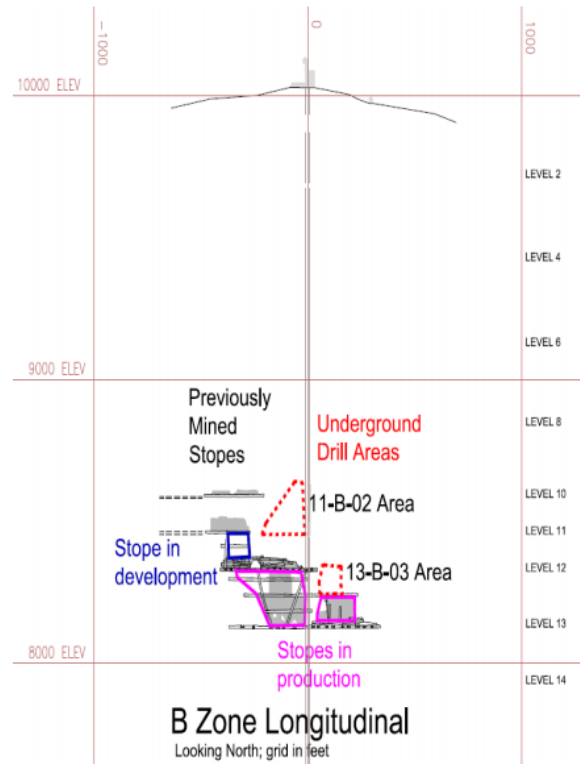 -1000
0
1000
10000 ELEV
LEVEL 2
LEVEL 4
LEVEL 6
9000 ELEV
Previously
Mined
Stopes
Underground
Drill Areas
LEVEL 8
11-B-02 Area
LEVEL 10
LEVEL 11
Stope in
development
13-B-03 Area
LEVEL 12
LEVEL 13
Stopes in
production
8000 ELEV
LEVEL 14
B Zone Longitudinal
Looking North; grid in feet